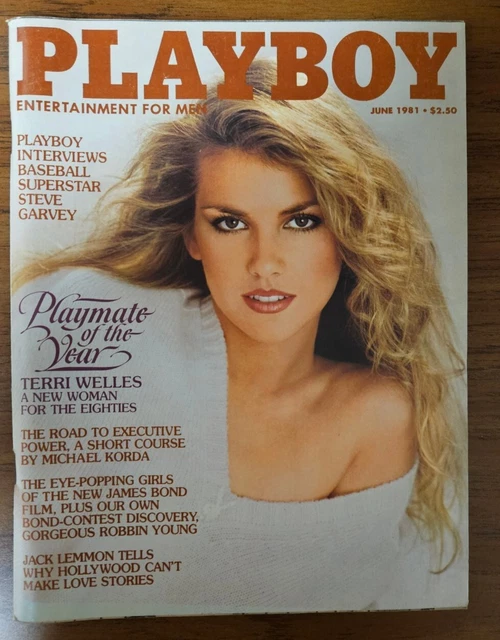 PLAYBOY
ENTERTAINMENT FOR MEN
JUNE 1981 • $2.50
PLAYBOY
INTERVIEWS
BASEBALL
SUPERSTAR
STEVE
GARVEY
Playmate
of the
Year
TERRI WELLES
A NEW WOMAN
FOR THE EIGHTIES
THE ROAD TO EXECUTIVE
POWER, A SHORT COURSE
BY MICHAEL KORDA
THE EYE-POPPING GIRLS
OF THE NEW JAMES BOND
FILM, PLUS OUR OWN
BOND-CONTEST DISCOVERY,
GORGEOUS ROBBIN YOUNG
JACK LEMMON TELLS
WHY HOLLYWOOD CAN'T
MAKE LOVE STORIES